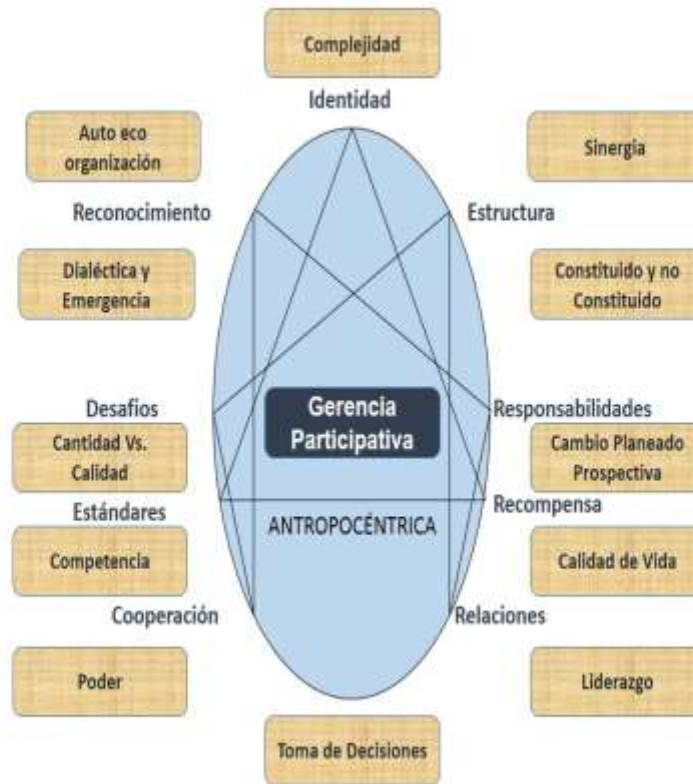 Complejidad
Identidad
Auto eco
organización
Sinergia
Reconocimiento
Estructura
Dialéctica y
Emergencia
Constituido y no
Constituido
Desafíos
Gerencia
Participativa
Responsabilidades
Cantidad Vs.
Calidad
Cambio Planeado
Prospectiva
Estándares
ANTROPOCÉNTRICA
Recompensa
Competencia
Calidad de Vida
Cooperación
Relaciones
Poder
Liderazgo
Toma de Decisiones